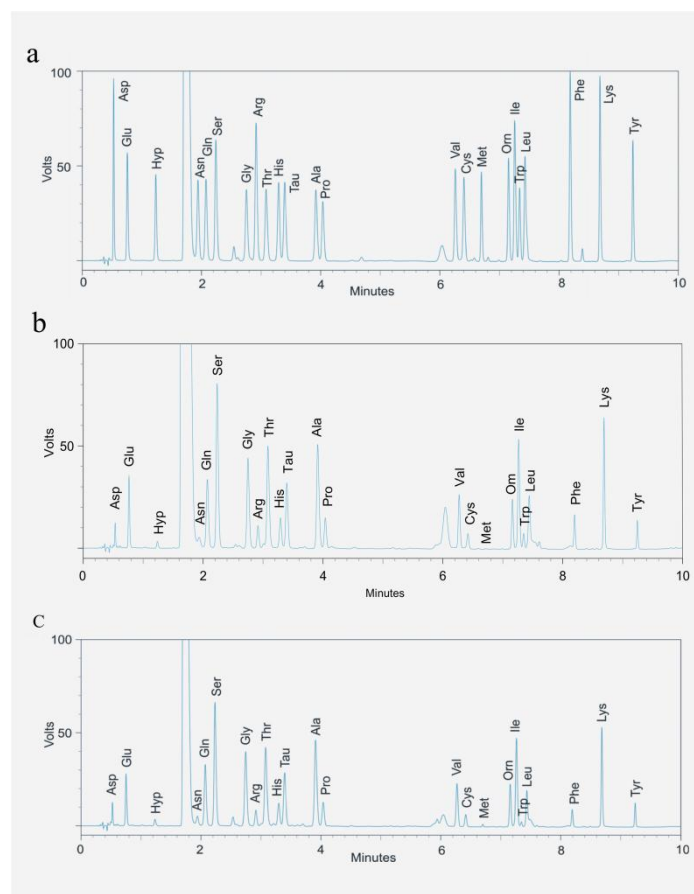 a
100
50
Volts
Asp
Glu
Hyp
Asn
Gln
Ser
Gly
Arg
Thr
His
Tau
Ala
Pro
Val
Cys
Met
Orn
Ile
Trp
Leu
Phe
Lys
Tyr
0 2 4 6 8 10
Minutes
b
100
50
Volts
Asp
Glu
Hyp
Asn
Gln
Ser
Gly
Arg
Thr
His
Tau
Ala
Pro
Val
Cys
Met
Orn
Ile
Trp
Leu
Phe
Lys
Tyr
0 2 4 6 8 10
Minutes
c
100
50
Volts
Asp
Glu
Hyp
Asn
Gln
Ser
Gly
Arg
Thr
His
Tau
Ala
Pro
Val
Cys
Met
Orn
Ile
Trp
Leu
Phe
Lys
Tyr
0 2 4 6 8 10
Minutes